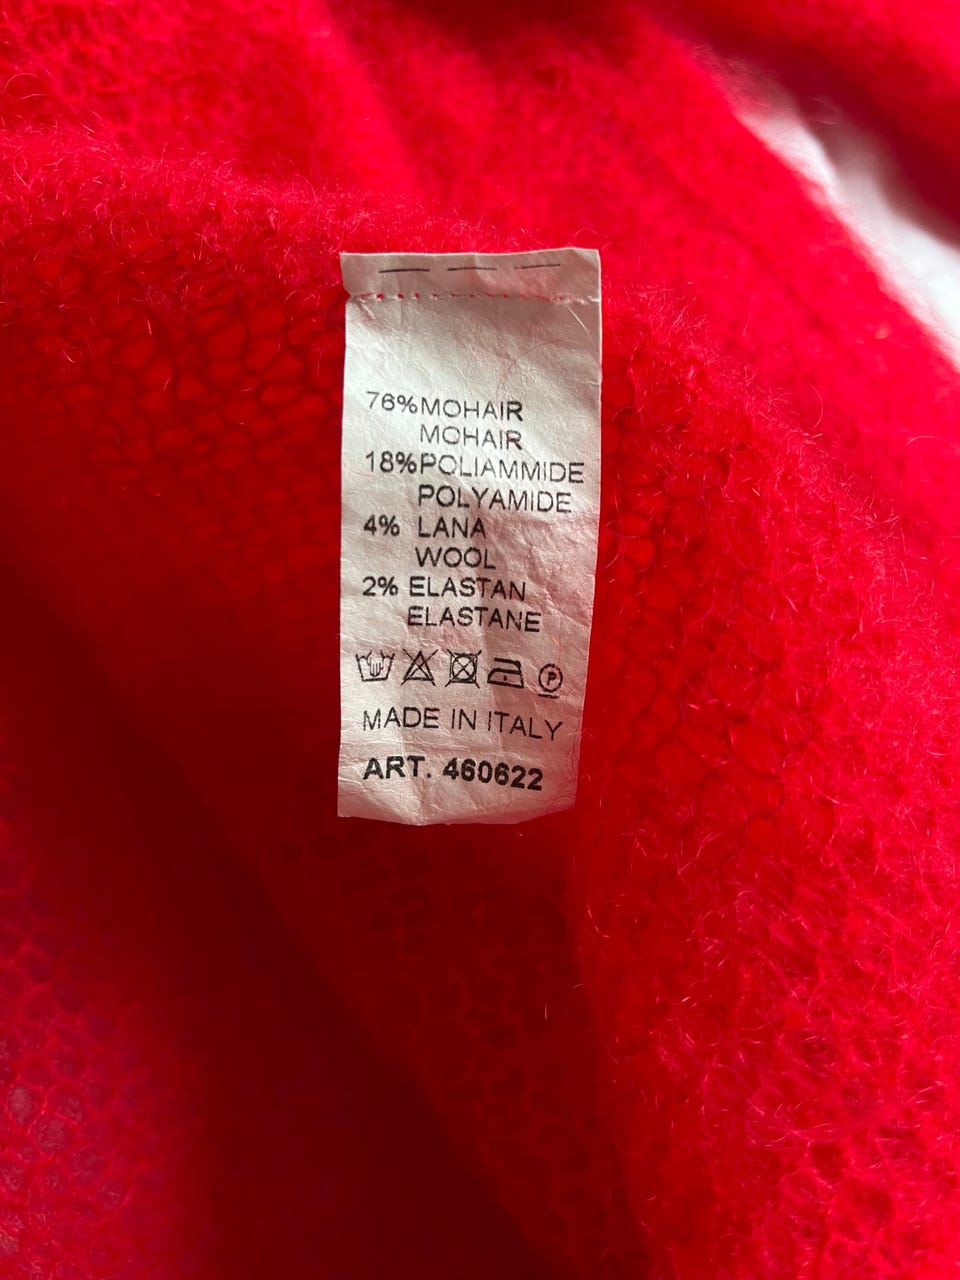 76% MOHAIR
MOHAIR
18% POLIAMMIDE
POLYAMIDE
4% LANA
WOOL
2% ELASTAN
ELASTANE
P
MADE IN ITALY
ART. 460622